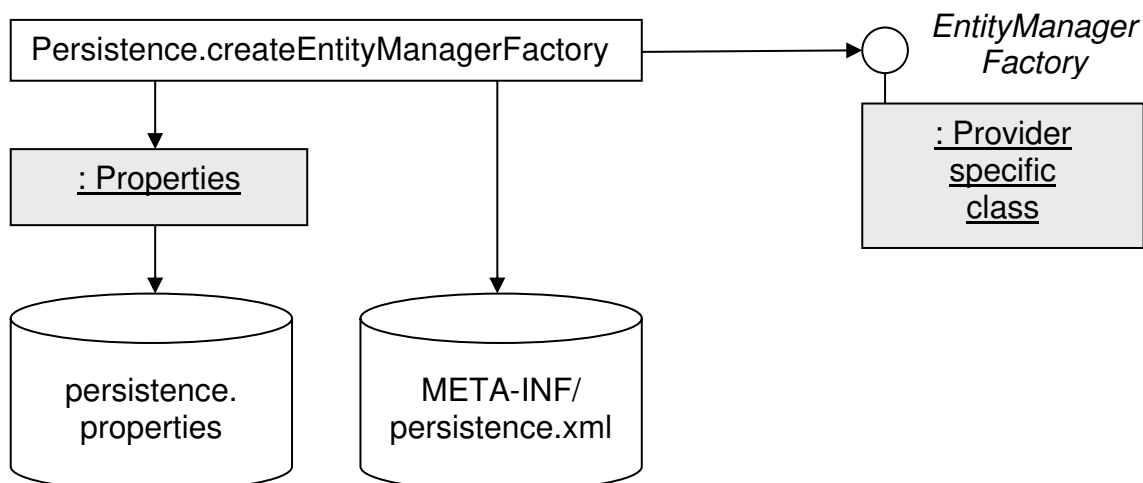 Persistence.createEntityManagerFactory
EntityManager
Factory
: Properties
: Provider
specific
class
persistence.
properties
META-INF/
persistence.xml